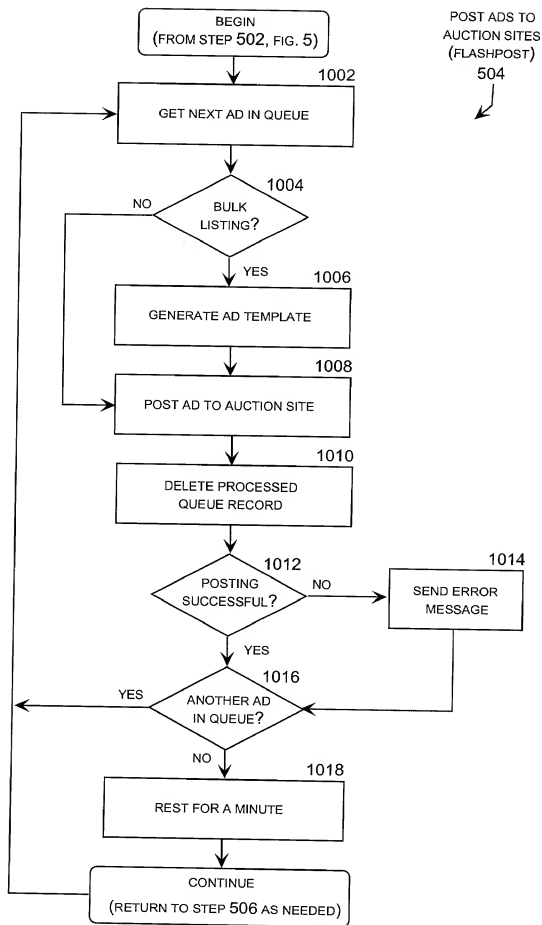 BEGIN
(FROM STEP 502, FIG. 5)
POST ADS TO
AUCTION SITES
(FLASHPOST)
504
1002
GET NEXT AD IN QUEUE
1004
NO
BULK
LISTING?
YES
1006
GENERATE AD TEMPLATE
1008
POST AD TO AUCTION SITE
1010
DELETE PROCESSED
QUEUE RECORD
1012
POSTING
SUCCESSFUL?
NO
1014
SEND ERROR
MESSAGE
YES
1016
YES
ANOTHER AD
IN QUEUE?
NO
1018
REST FOR A MINUTE
CONTINUE
(RETURN TO STEP 506 AS NEEDED)